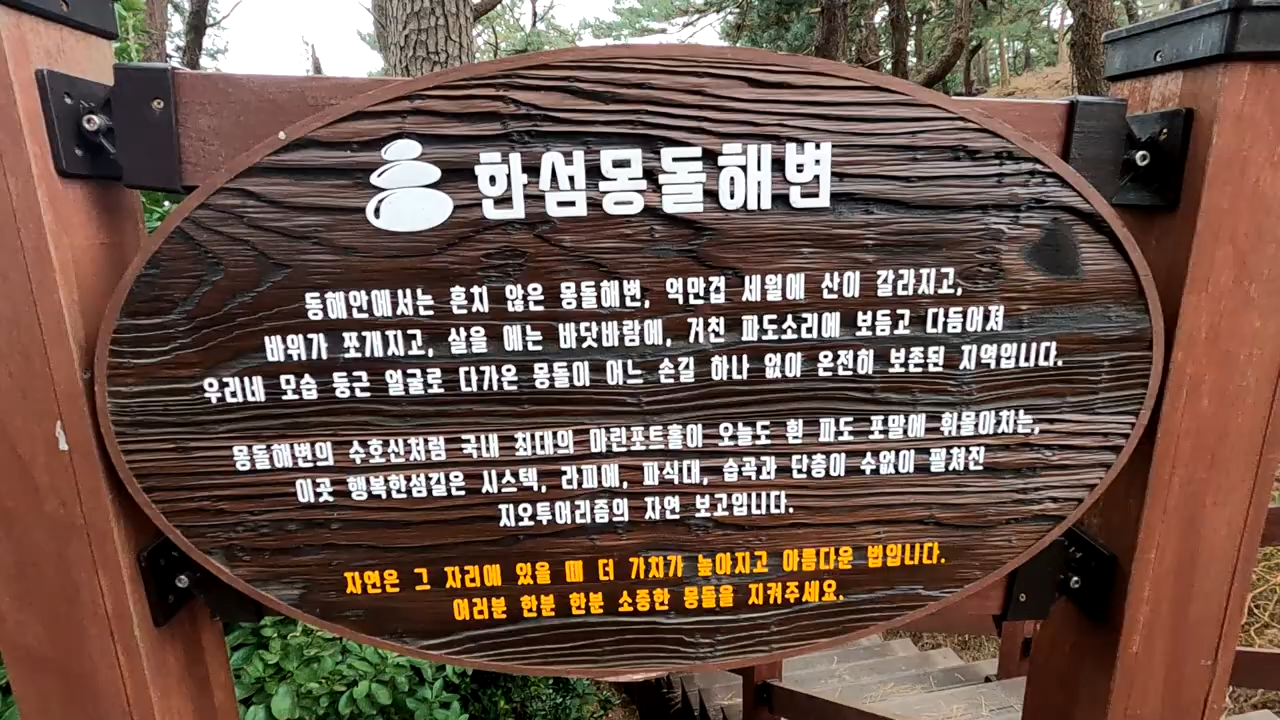 한섬몽돌해변
동해안에서는 흔치 않은 몽돌해변, 억만겁 세월에 산이 갈라지고,
바위가 쪼개지고, 살을 에는 바닷바람에, 거친 파도소리에 보듬고 다듬어져
우리네 모습 둥근 얼굴로 다가온 몽돌이 어느 손길 하나 없이 온전히 보존된 지역입니다.
몽돌해변의 수호신처럼 국내 최대의 마린포트홀이 오늘도 흰 파도 포말에 휘몰아치는,
이곳 행복한섬길은 시스텍, 라피에, 파식대, 습곡과 단층이 수없이 펼쳐진
지오투어리즘의 자연 보고입니다.
자연은 그 자리에 있을 때 더 가치가 높아지고 아름다운 법입니다.
여러분 한분 한분 소중한 몽돌을 지켜주세요.